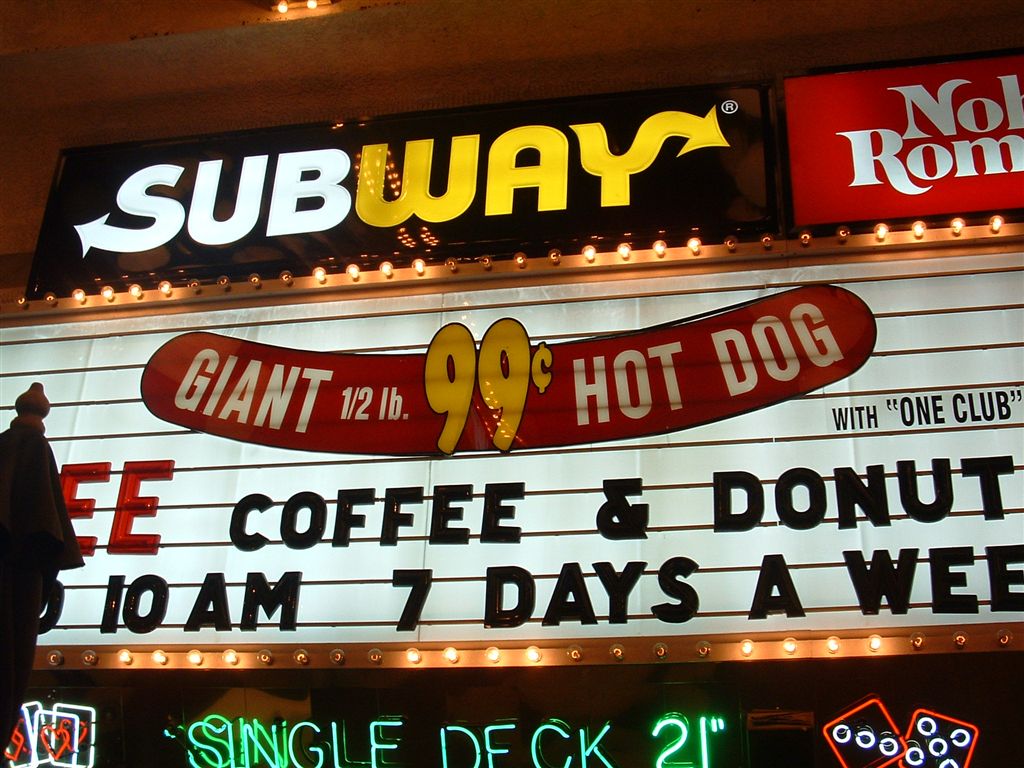 SUBWAY®
Nob
Rom
GIANT 1/2 lb. 99¢ HOT DOG
WITH "ONE CLUB"
EE COFFEE & DONUT
10 AM 7 DAYS A WEE
SINGLE DECK 21"